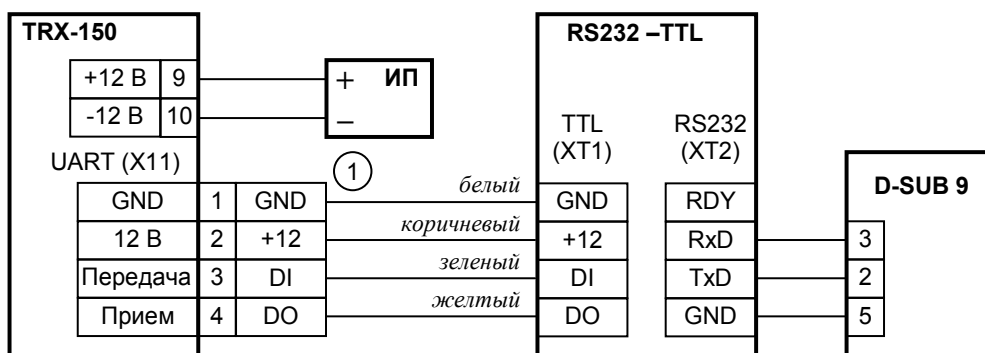 TRX-150
RS232 –TTL
+12 В 9
+ ИП
-12 В 10
–
TTL
(XT1)
RS232
(XT2)
UART (X11)
1
D-SUB 9
GND 1 GND
белый
GND
RDY
12 В 2 +12
коричневый
+12
RxD
3
Передача 3 DI
зеленый
DI
TxD
2
Прием 4 DO
желтый
DO
GND
5